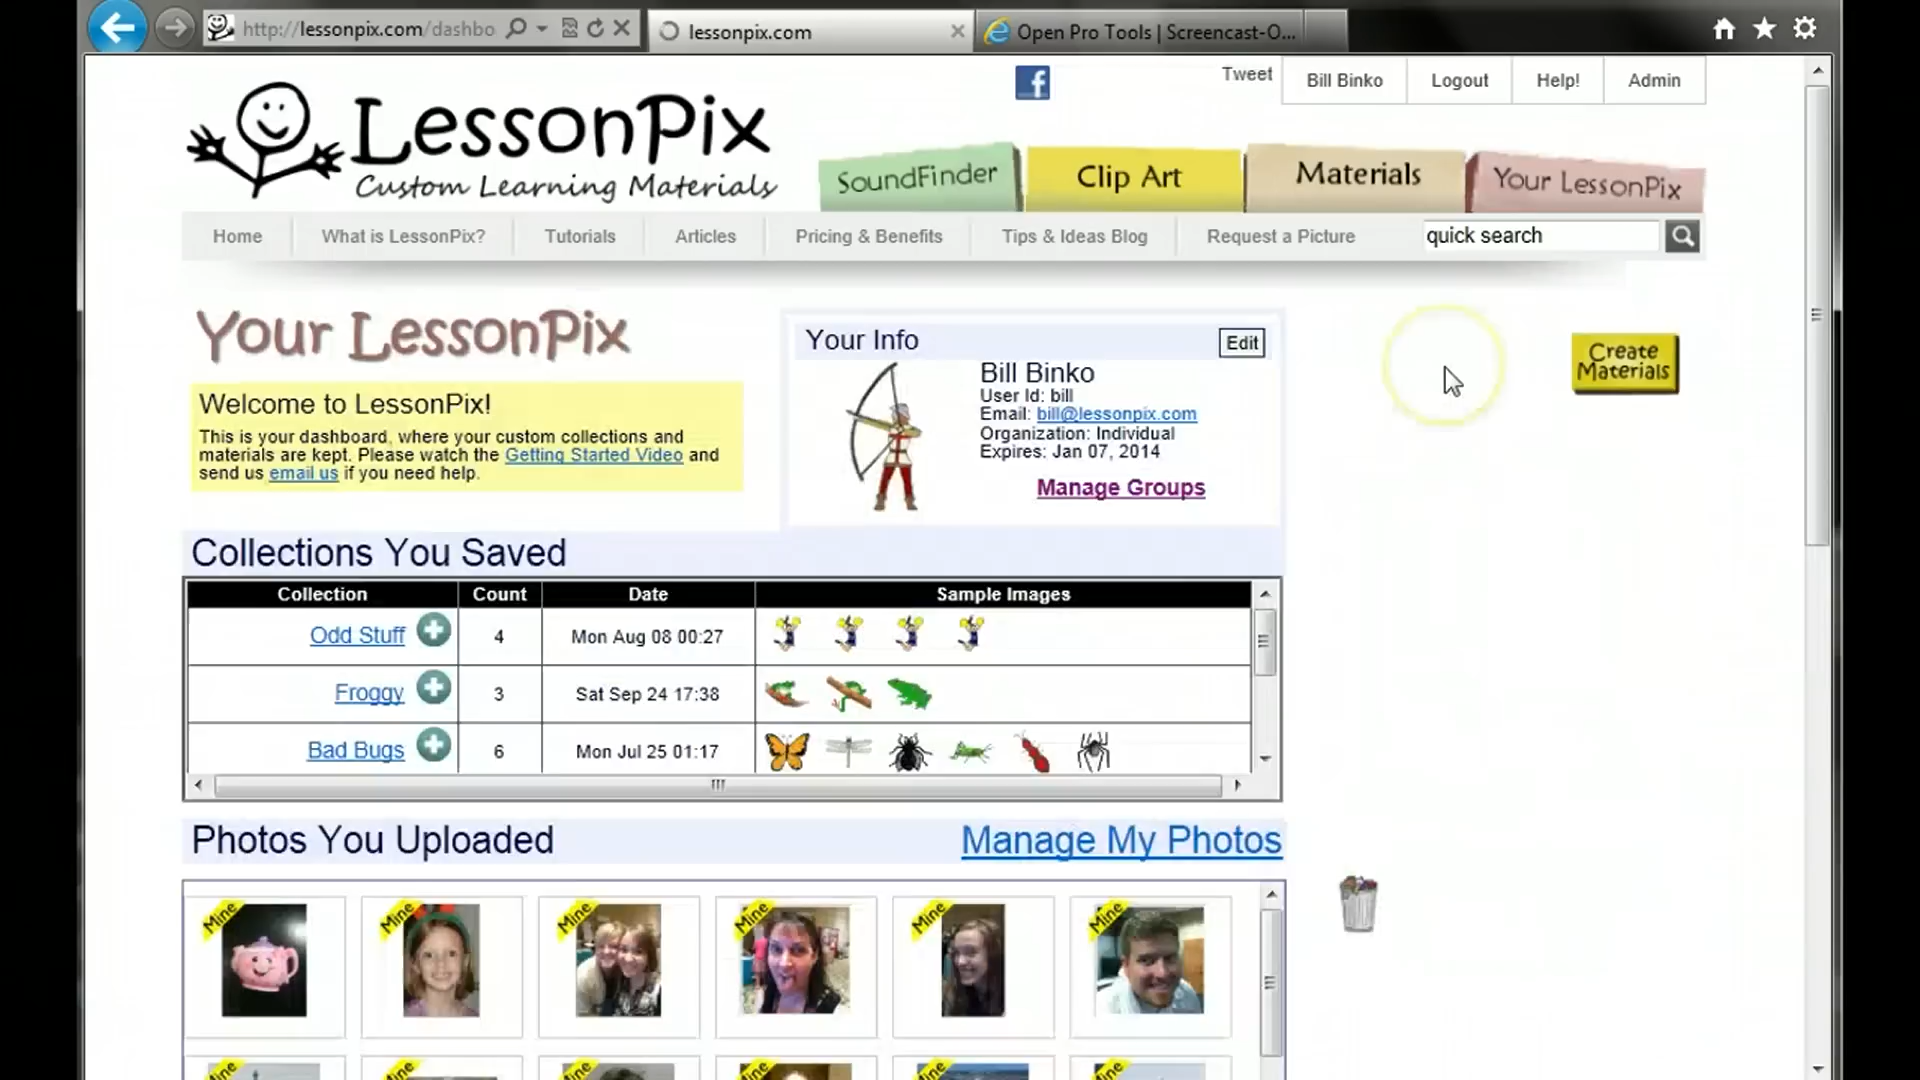 http://lessonpix.com/dashbo
lessonpix.com
Open Pro Tools | Screencast-O...
Tweet
Bill Binko
Logout
Help!
Admin
LessonPix
Custom Learning Materials
SoundFinder
Clip Art
Materials
Your LessonPix
Home
What is LessonPix?
Tutorials
Articles
Pricing & Benefits
Tips & Ideas Blog
Request a Picture
quick search
Your LessonPix
Welcome to LessonPix!
This is your dashboard, where your custom collections and
materials are kept. Please watch the Getting Started Video and
send us email us if you need help.
Your Info
Edit
Bill Binko
User Id: bill
Email: bill@lessonpix.com
Organization: Individual
Expires: Jan 07, 2014
Manage Groups
Create
Materials
Collections You Saved
Collection Count Date Sample Images
Odd Stuff 4 Mon Aug 08 00:27
Froggy 3 Sat Sep 24 17:38
Bad Bugs 6 Mon Jul 25 01:17
Photos You Uploaded
Manage My Photos
Mine Mine Mine Mine Mine Mine
Mine Mine Mine Mine Mine Mine